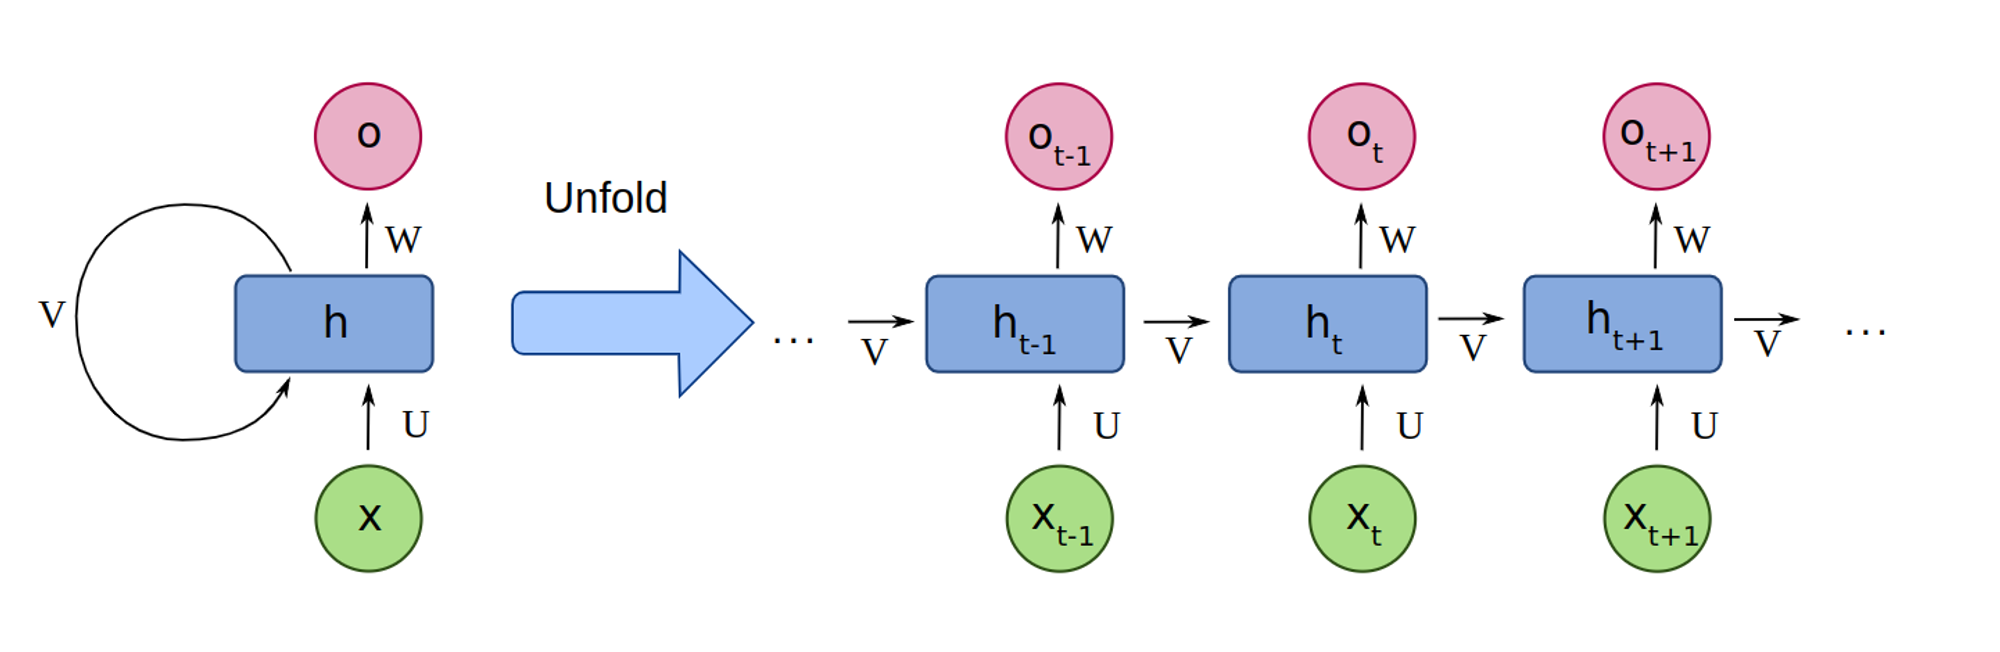 o
W
V
h
U
x
Unfold
o_{t-1} o_t o_{t+1}
W W W
... V h_{t-1} V h_t V h_{t+1} V ...
U U U
x_{t-1} x_t x_{t+1}